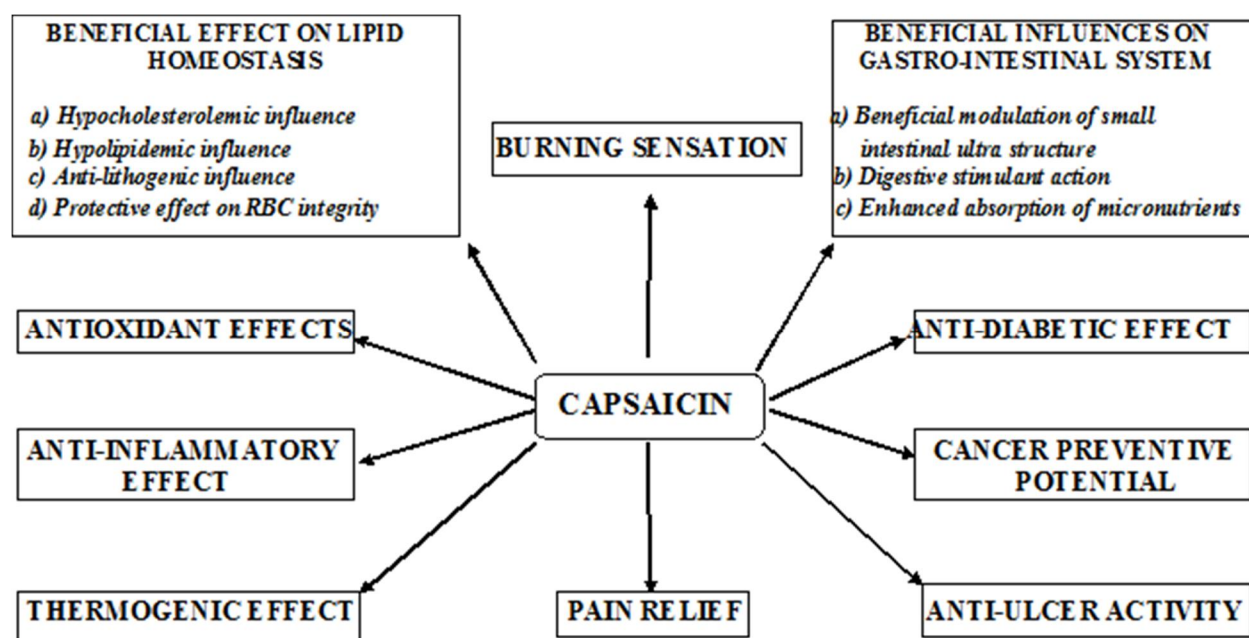 BENEFICIAL EFFECT ON LIPID
HOMEOSTASIS
a) Hypocholesterolemic influence
b) Hypolipidemic influence
c) Anti-lithogenic influence
d) Protective effect on RBC integrity
BURNING SENSATION
BENEFICIAL INFLUENCES ON
GASTRO-INTESTINAL SYSTEM
a) Beneficial modulation of small
intestinal ultra structure
b) Digestive stimulant action
c) Enhanced absorption of micronutrients
ANTIOXIDANT EFFECTS
ANTI-DIABETIC EFFECT
CAPSAICIN
ANTI-INFLAMMATORY
EFFECT
CANCER PREVENTIVE
POTENTIAL
THERMOGENIC EFFECT
PAIN RELIEF
ANTI-ULCER ACTIVITY